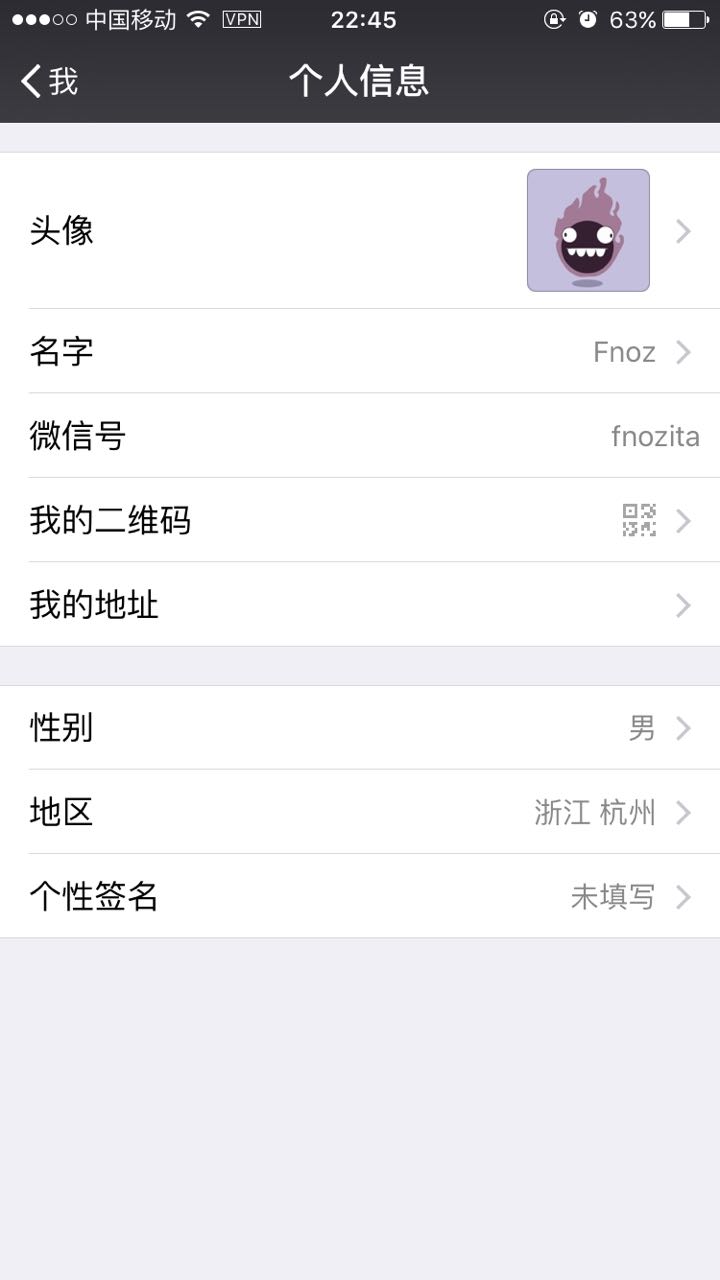 中国移动 VPN 22:45 63%
我 个人信息
头像
名字 Fnoz
微信号 fnozita
我的二维码
我的地址
性别 男
地区 浙江 杭州
个性签名 未填写